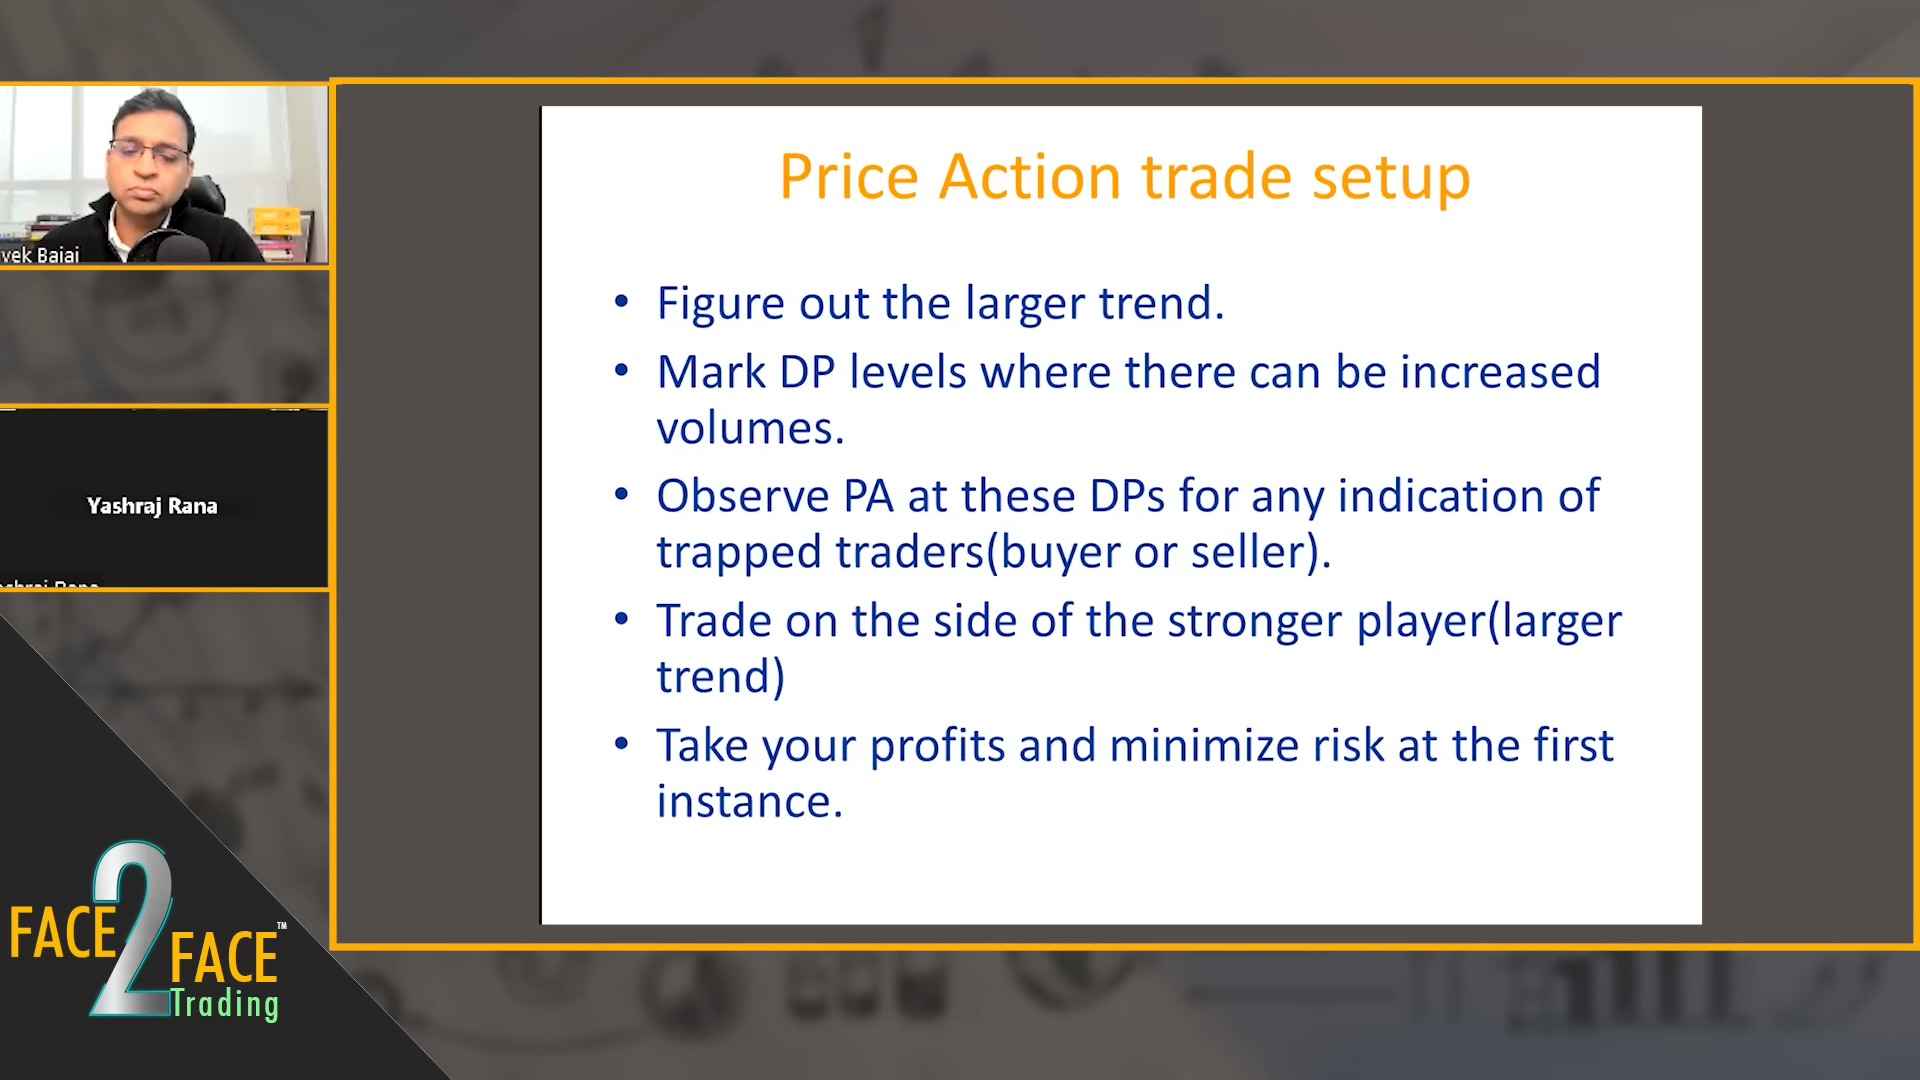 vek Bajaj
Yashraj Rana
Price Action trade setup
• Figure out the larger trend.
• Mark DP levels where there can be increased
volumes.
• Observe PA at these DPs for any indication of
trapped traders(buyer or seller).
• Trade on the side of the stronger player(larger
trend)
• Take your profits and minimize risk at the first
instance.
FACE 2 FACE ™
Trading